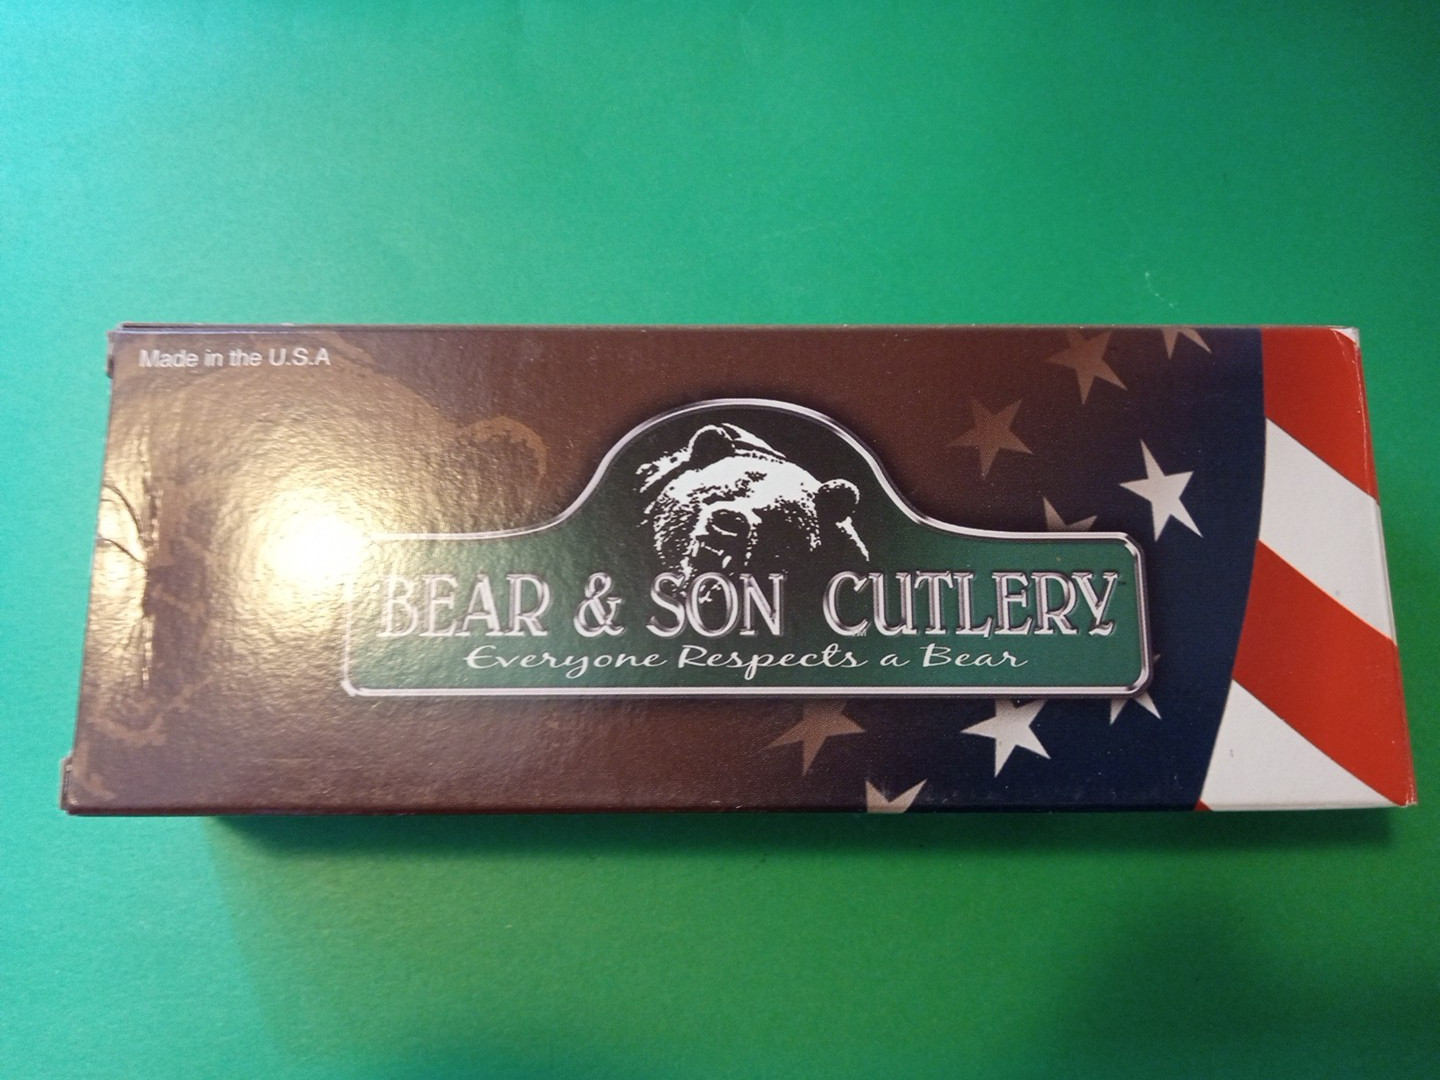 Made in the U.S.A
BEAR & SON CUTLERY
Everyone Respects a Bear